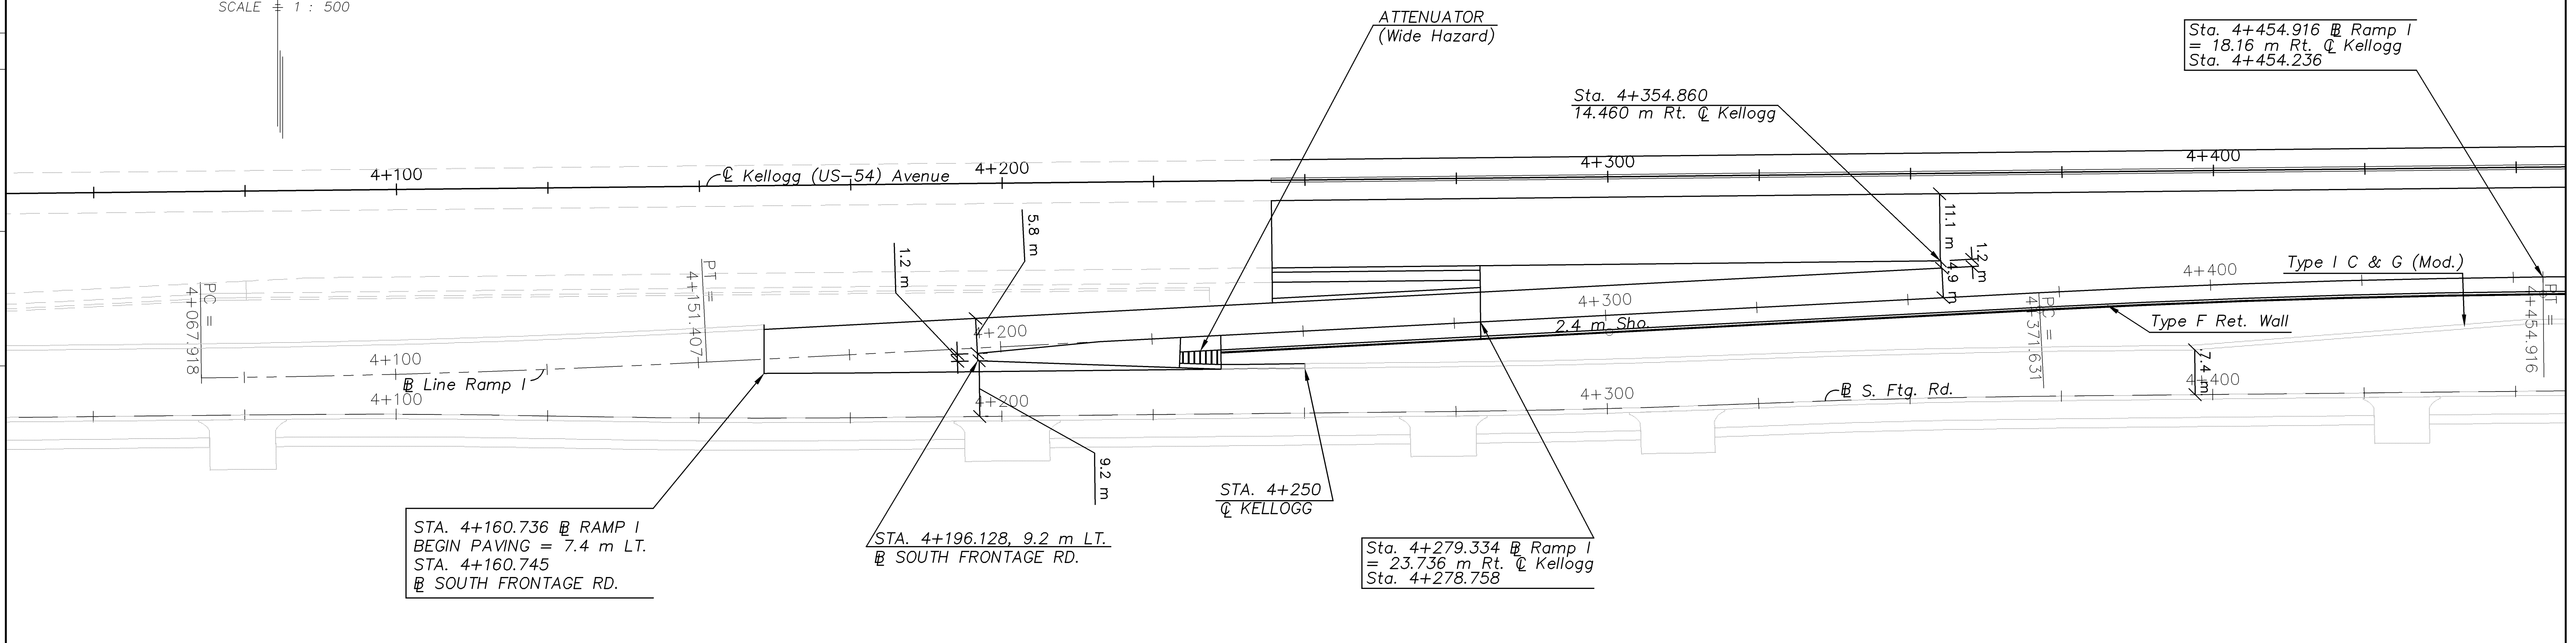 SCALE = 1 : 500
ATTENUATOR
(Wide Hazard)
Sta. 4+454.916 ℄ Ramp I
= 18.16 m Rt. ℄ Kellogg
Sta. 4+454.236
Sta. 4+354.860
14.460 m Rt. ℄ Kellogg
4+100
℄ Kellogg (US-54) Avenue
4+200
4+300
4+400
5.8 m
1.2 m
11.1 m
1.2 m
4.9 m
Type I C & G (Mod.)
PC =
4+067.918
PT =
4+151.407
4+100
4+200
4+300
4+400
2.4 m Sho.
PC =
4+371.631
Type F Ret. Wall
PT =
4+454.916
BL Line Ramp I
7.4 m
4+100
4+200
4+300
4+400
BL S. Ftg. Rd.
9.2 m
STA. 4+250
℄ KELLOGG
STA. 4+160.736 BL RAMP I
BEGIN PAVING = 7.4 m LT.
STA. 4+160.745
BL SOUTH FRONTAGE RD.
STA. 4+196.128, 9.2 m LT.
BL SOUTH FRONTAGE RD.
Sta. 4+279.334 BL Ramp I
= 23.736 m Rt. ℄ Kellogg
Sta. 4+278.758